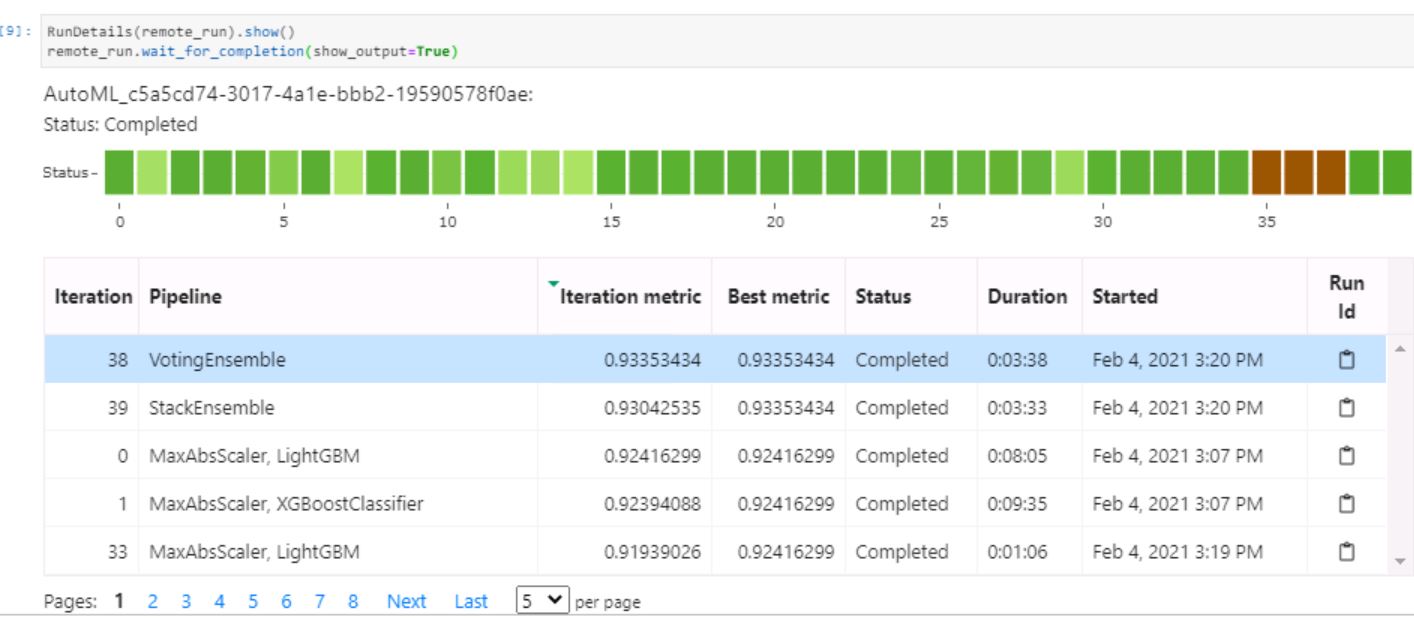 [9]: RunDetails(remote_run).show()
remote_run.wait_for_completion(show_output=True)
AutoML_c5a5cd74-3017-4a1e-bbb2-19590578f0ae:
Status: Completed
Status
0 5 10 15 20 25 30 35
Iteration Pipeline Iteration metric Best metric Status Duration Started Run Id
38 VotingEnsemble 0.93353434 0.93353434 Completed 0:03:38 Feb 4, 2021 3:20 PM
39 StackEnsemble 0.93042535 0.93353434 Completed 0:03:33 Feb 4, 2021 3:20 PM
0 MaxAbsScaler, LightGBM 0.92416299 0.92416299 Completed 0:08:05 Feb 4, 2021 3:07 PM
1 MaxAbsScaler, XGBoostClassifier 0.92394088 0.92416299 Completed 0:09:35 Feb 4, 2021 3:07 PM
33 MaxAbsScaler, LightGBM 0.91939026 0.92416299 Completed 0:01:06 Feb 4, 2021 3:19 PM
Pages: 1 2 3 4 5 6 7 8 Next Last 5 per page